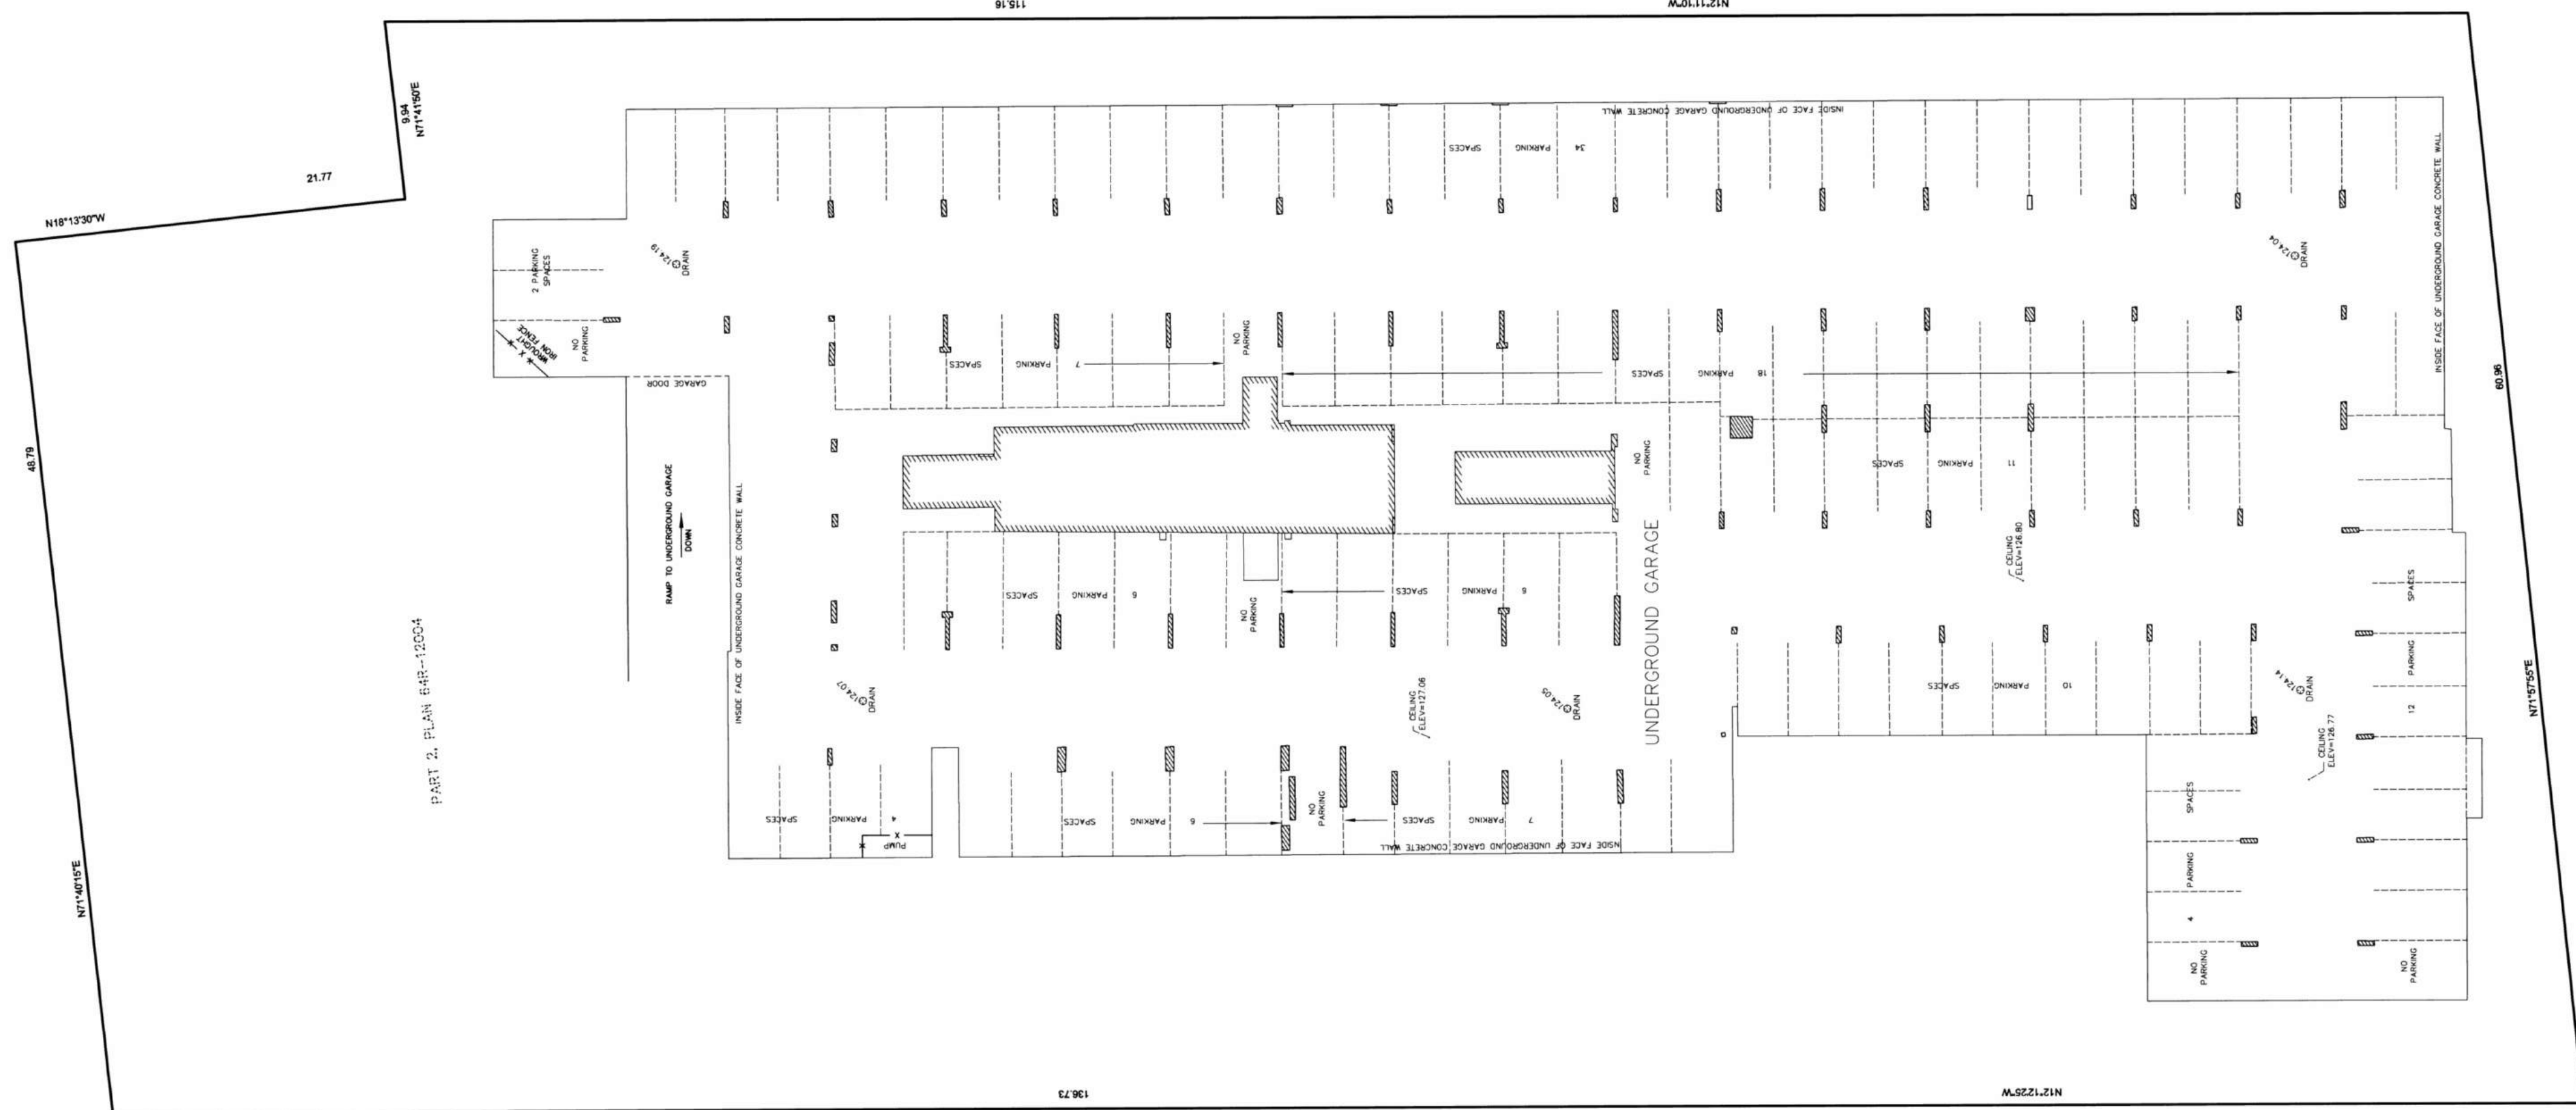 115.16
N12°11'10"W
9.94
N71°41'50"E
21.77
N18°13'30"W
INSIDE FACE OF UNDERGROUND GARAGE CONCRETE WALL
34 PARKING SPACES
2 PARKING
SPACES
124.19
DRAIN
124.04
DRAIN
INSIDE FACE OF UNDERGROUND GARAGE CONCRETE WALL
WROUGHT
IRON FENCE
NO
PARKING
GARAGE DOOR
7 PARKING SPACES
NO
PARKING
18 PARKING SPACES
60.96
48.79
RAMP TO UNDERGROUND GARAGE
DOWN
INSIDE FACE OF UNDERGROUND GARAGE CONCRETE WALL
NO
PARKING
11 PARKING SPACES
CEILING
ELEV=126.80
6 PARKING SPACES
NO
PARKING
6 PARKING SPACES
UNDERGROUND GARAGE
12 PARKING SPACES
PART 2, PLAN 64R-12004
124.07
DRAIN
CEILING
ELEV=127.06
124.05
DRAIN
10 PARKING SPACES
124.14
DRAIN
CEILING
ELEV=126.77
N71°57'55"E
4 PARKING SPACES
PUMP
6 PARKING SPACES
NO
PARKING
7 PARKING SPACES
INSIDE FACE OF UNDERGROUND GARAGE CONCRETE WALL
4 PARKING SPACES
NO
PARKING
NO
PARKING
N71°40'15"E
136.73
N12°12'25"W